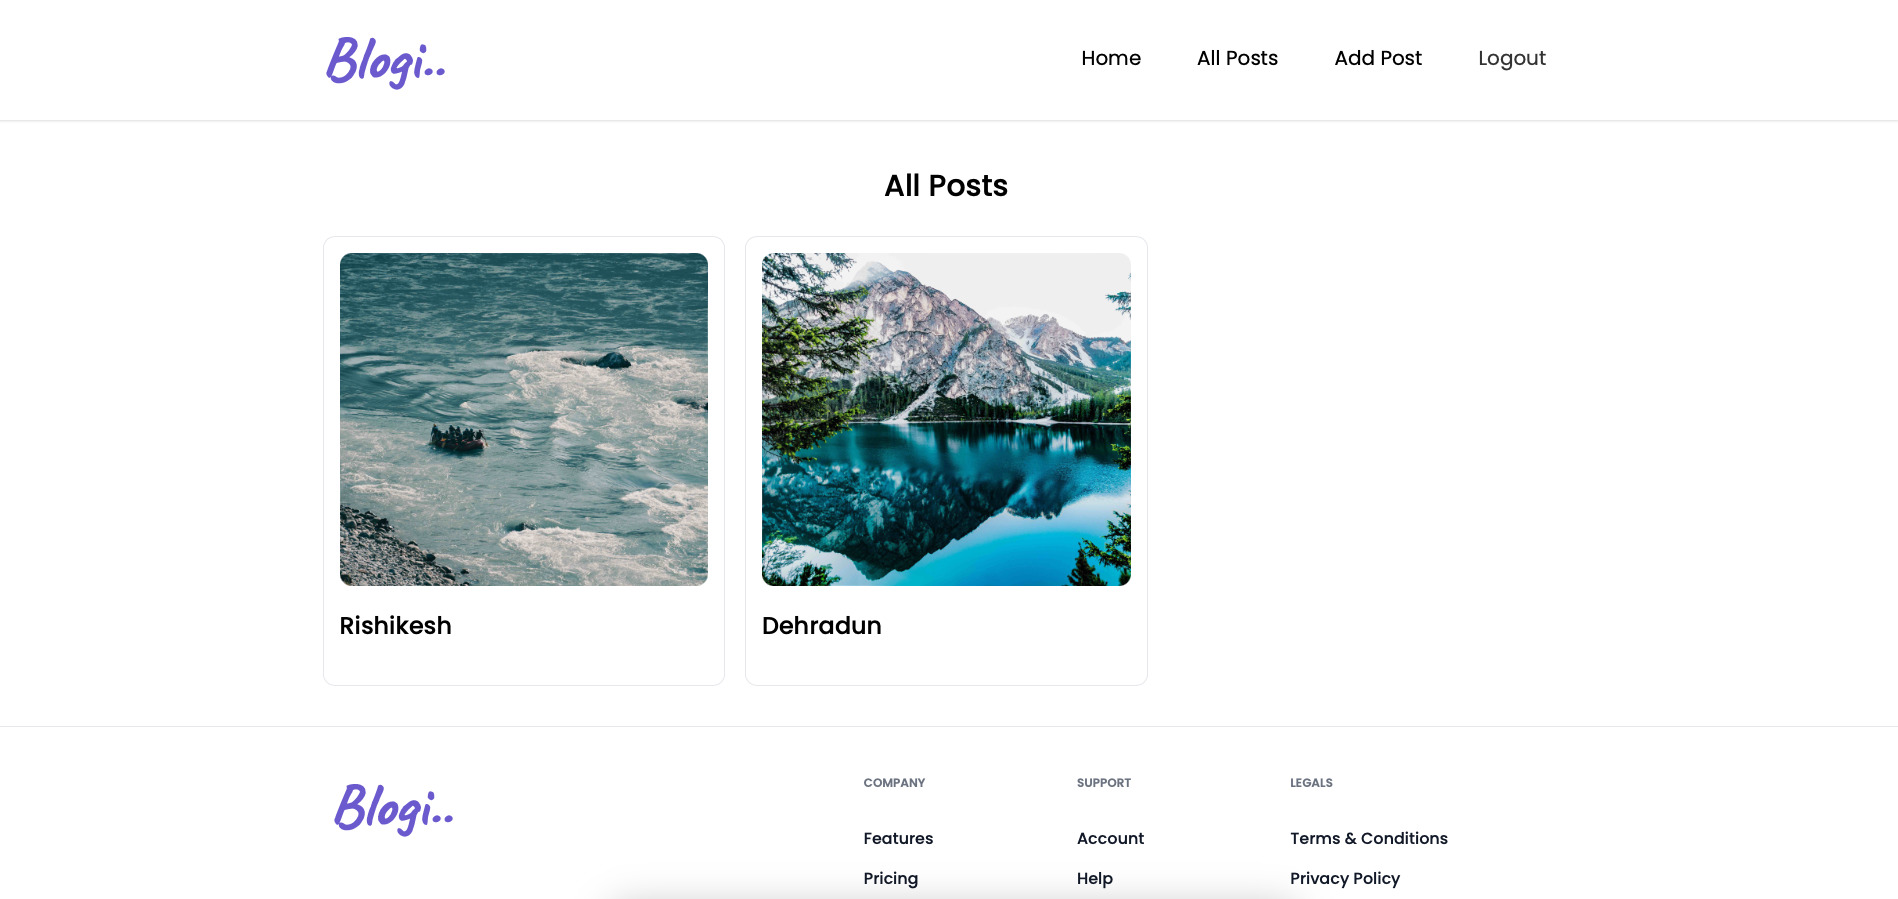 Blogi..
Home All Posts Add Post Logout
All Posts
Rishikesh
Dehradun
Blogi..
COMPANY
Features
Pricing
SUPPORT
Account
Help
LEGALS
Terms & Conditions
Privacy Policy